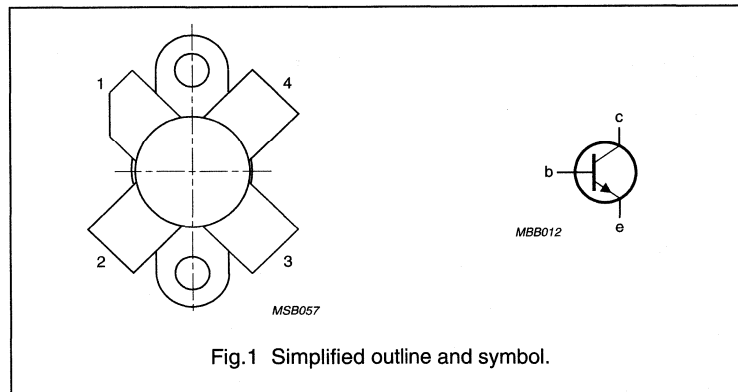 1
4
c
b
MBB012
e
2
3
MSB057
Fig.1 Simplified outline and symbol.